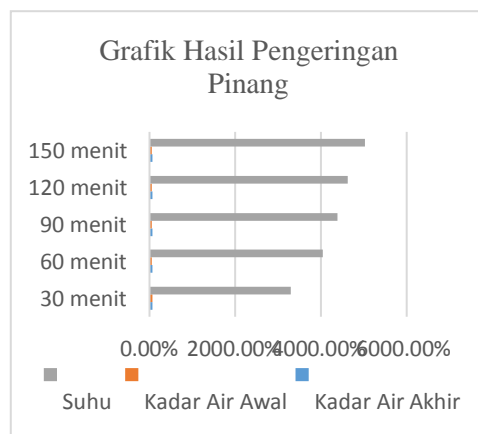 Grafik Hasil Pengeringan
Pinang
150 menit
120 menit
90 menit
60 menit
30 menit
0.00% 2000.00% 4000.00% 6000.00%
Suhu Kadar Air Awal Kadar Air Akhir